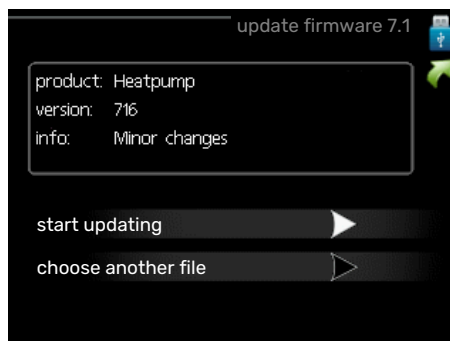 update firmware 7.1
product: Heatpump
version: 716
info: Minor changes
start updating
choose another file